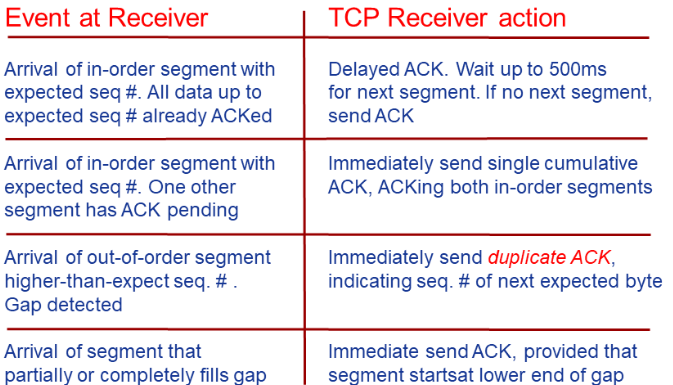 Event at Receiver
TCP Receiver action
Arrival of in-order segment with
expected seq #. All data up to
expected seq # already ACKed
Delayed ACK. Wait up to 500ms
for next segment. If no next segment,
send ACK
Arrival of in-order segment with
expected seq #. One other
segment has ACK pending
Immediately send single cumulative
ACK, ACKing both in-order segments
Arrival of out-of-order segment
higher-than-expect seq. # .
Gap detected
Immediately send duplicate ACK,
indicating seq. # of next expected byte
Arrival of segment that
partially or completely fills gap
Immediate send ACK, provided that
segment startsat lower end of gap